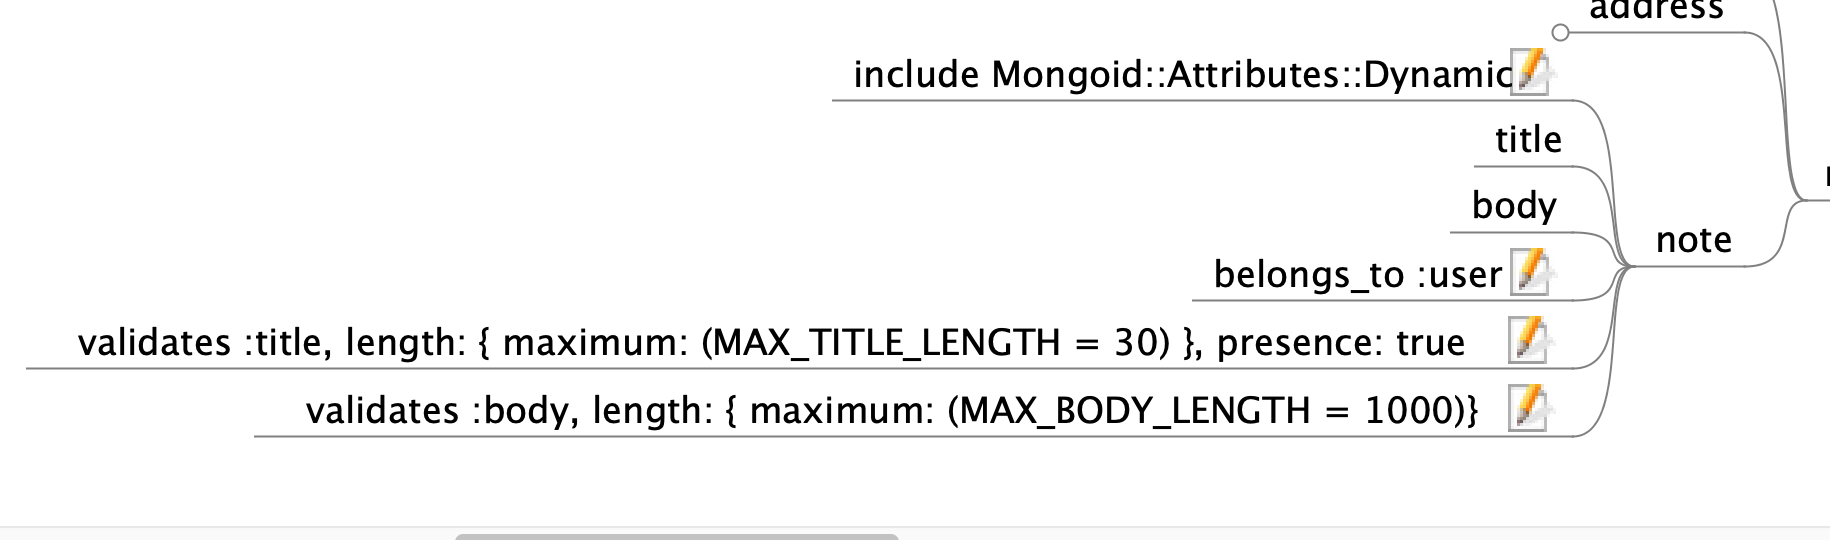 address
include Mongoid::Attributes::Dynamic
title
body
note
belongs_to :user
validates :title, length: { maximum: (MAX_TITLE_LENGTH = 30) }, presence: true
validates :body, length: { maximum: (MAX_BODY_LENGTH = 1000)}